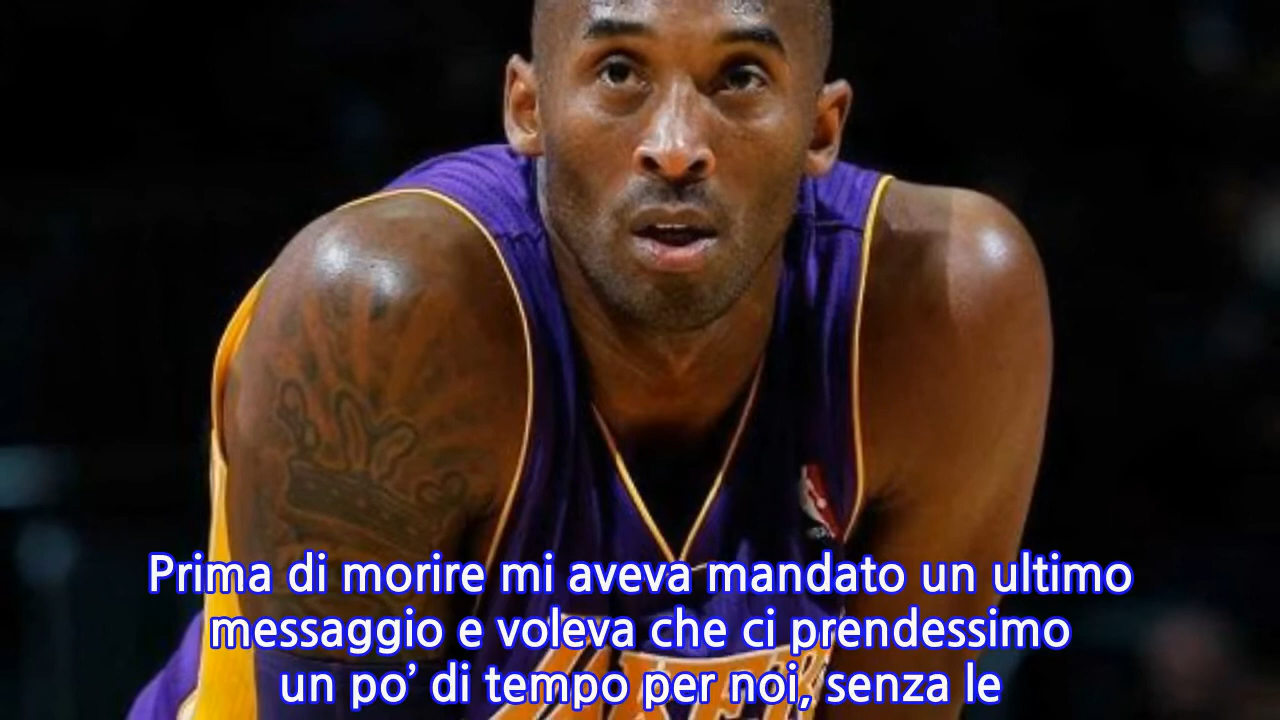 Prima di morire mi aveva mandato un ultimo
messaggio e voleva che ci prendessimo
un po’ di tempo per noi, senza le